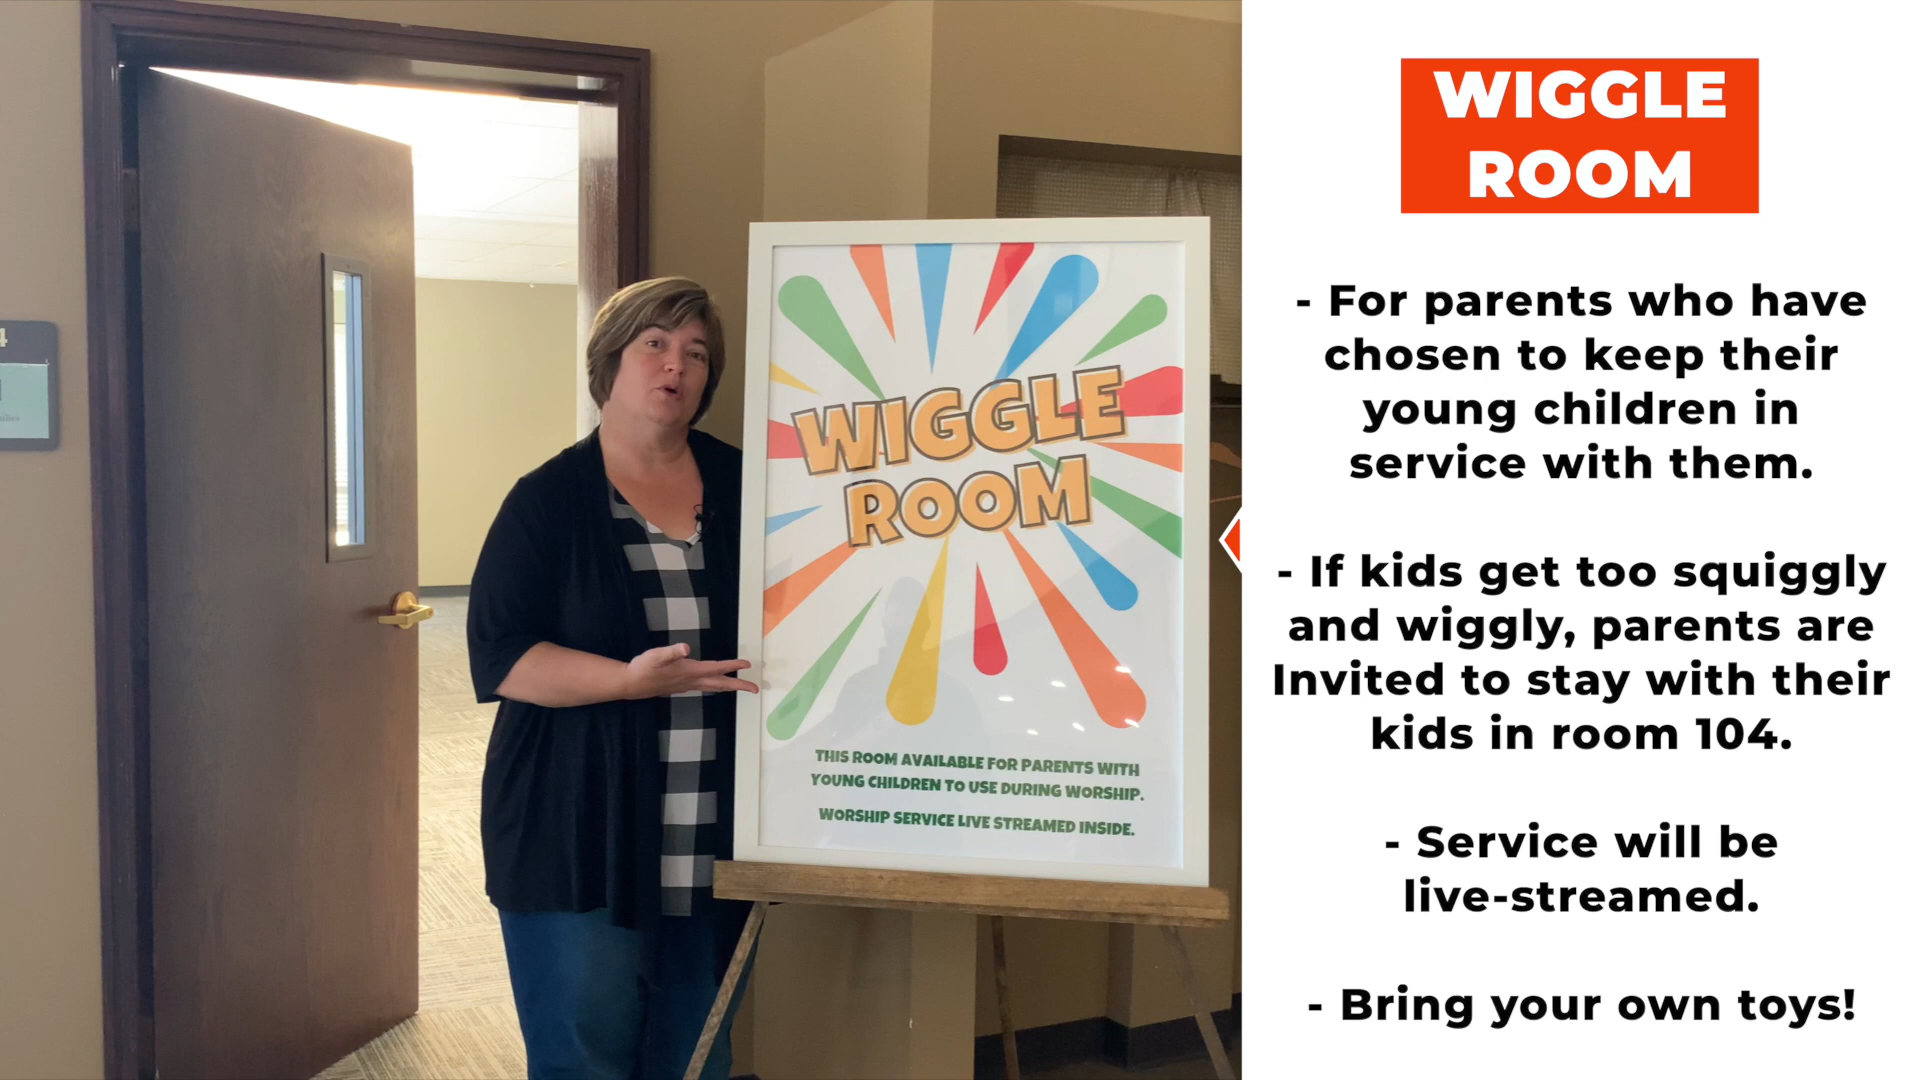 4
WIGGLE
ROOM
THIS ROOM AVAILABLE FOR PARENTS WITH
YOUNG CHILDREN TO USE DURING WORSHIP.
WORSHIP SERVICE LIVE STREAMED INSIDE.
WIGGLE
ROOM
- For parents who have
chosen to keep their
young children in
service with them.
- If kids get too squiggly
and wiggly, parents are
Invited to stay with their
kids in room 104.
- Service will be
live-streamed.
- Bring your own toys!